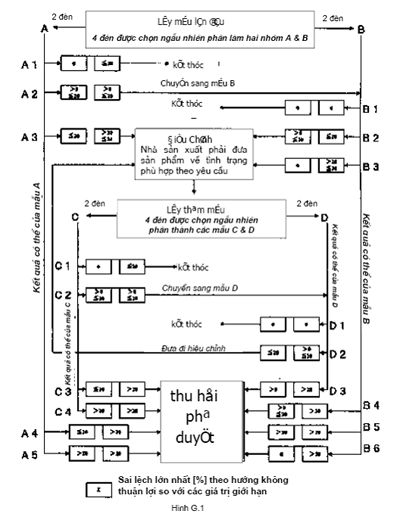 2 đèn
2 đèn
A
B
4 đèn được chọn ngẫu nhiên phân làm hai nhóm A & B
A 1
kÕt thóc
A 2
ChuyÓn sang mÉu B
KÕt thóc
B 1
A 3
§iÒu ChØnh
Nhà sản xuất phải đưa
sản phẩm về tình trạng
phù hợp theo yêu cầu
B 2
B 3
Kết quả có thể của mẫu A
2 đèn
2 đèn
LÊy thªm mÉu
4 đèn được chọn ngẫu nhiên
phân thành các mẫu C & D
C
D
Kết quả có thể của mẫu C
Kết quả có thể của mẫu D
Kết quả có thể của mẫu B
C 1
kÕt thóc
C 2
Chuyển sang mẫu D
kÕt thóc
D 1
Đưa đi hiệu chỉnh
D 2
C 3
>20
thu håi
phª
duyÖt
D 3
C 4
>20
B 4
A 4
>20
B 5
A 5
>20
B 6
Sai lệch lớn nhất [%] theo hướng không
thuận lợi so với các giá trị giới hạn
Hình G.1